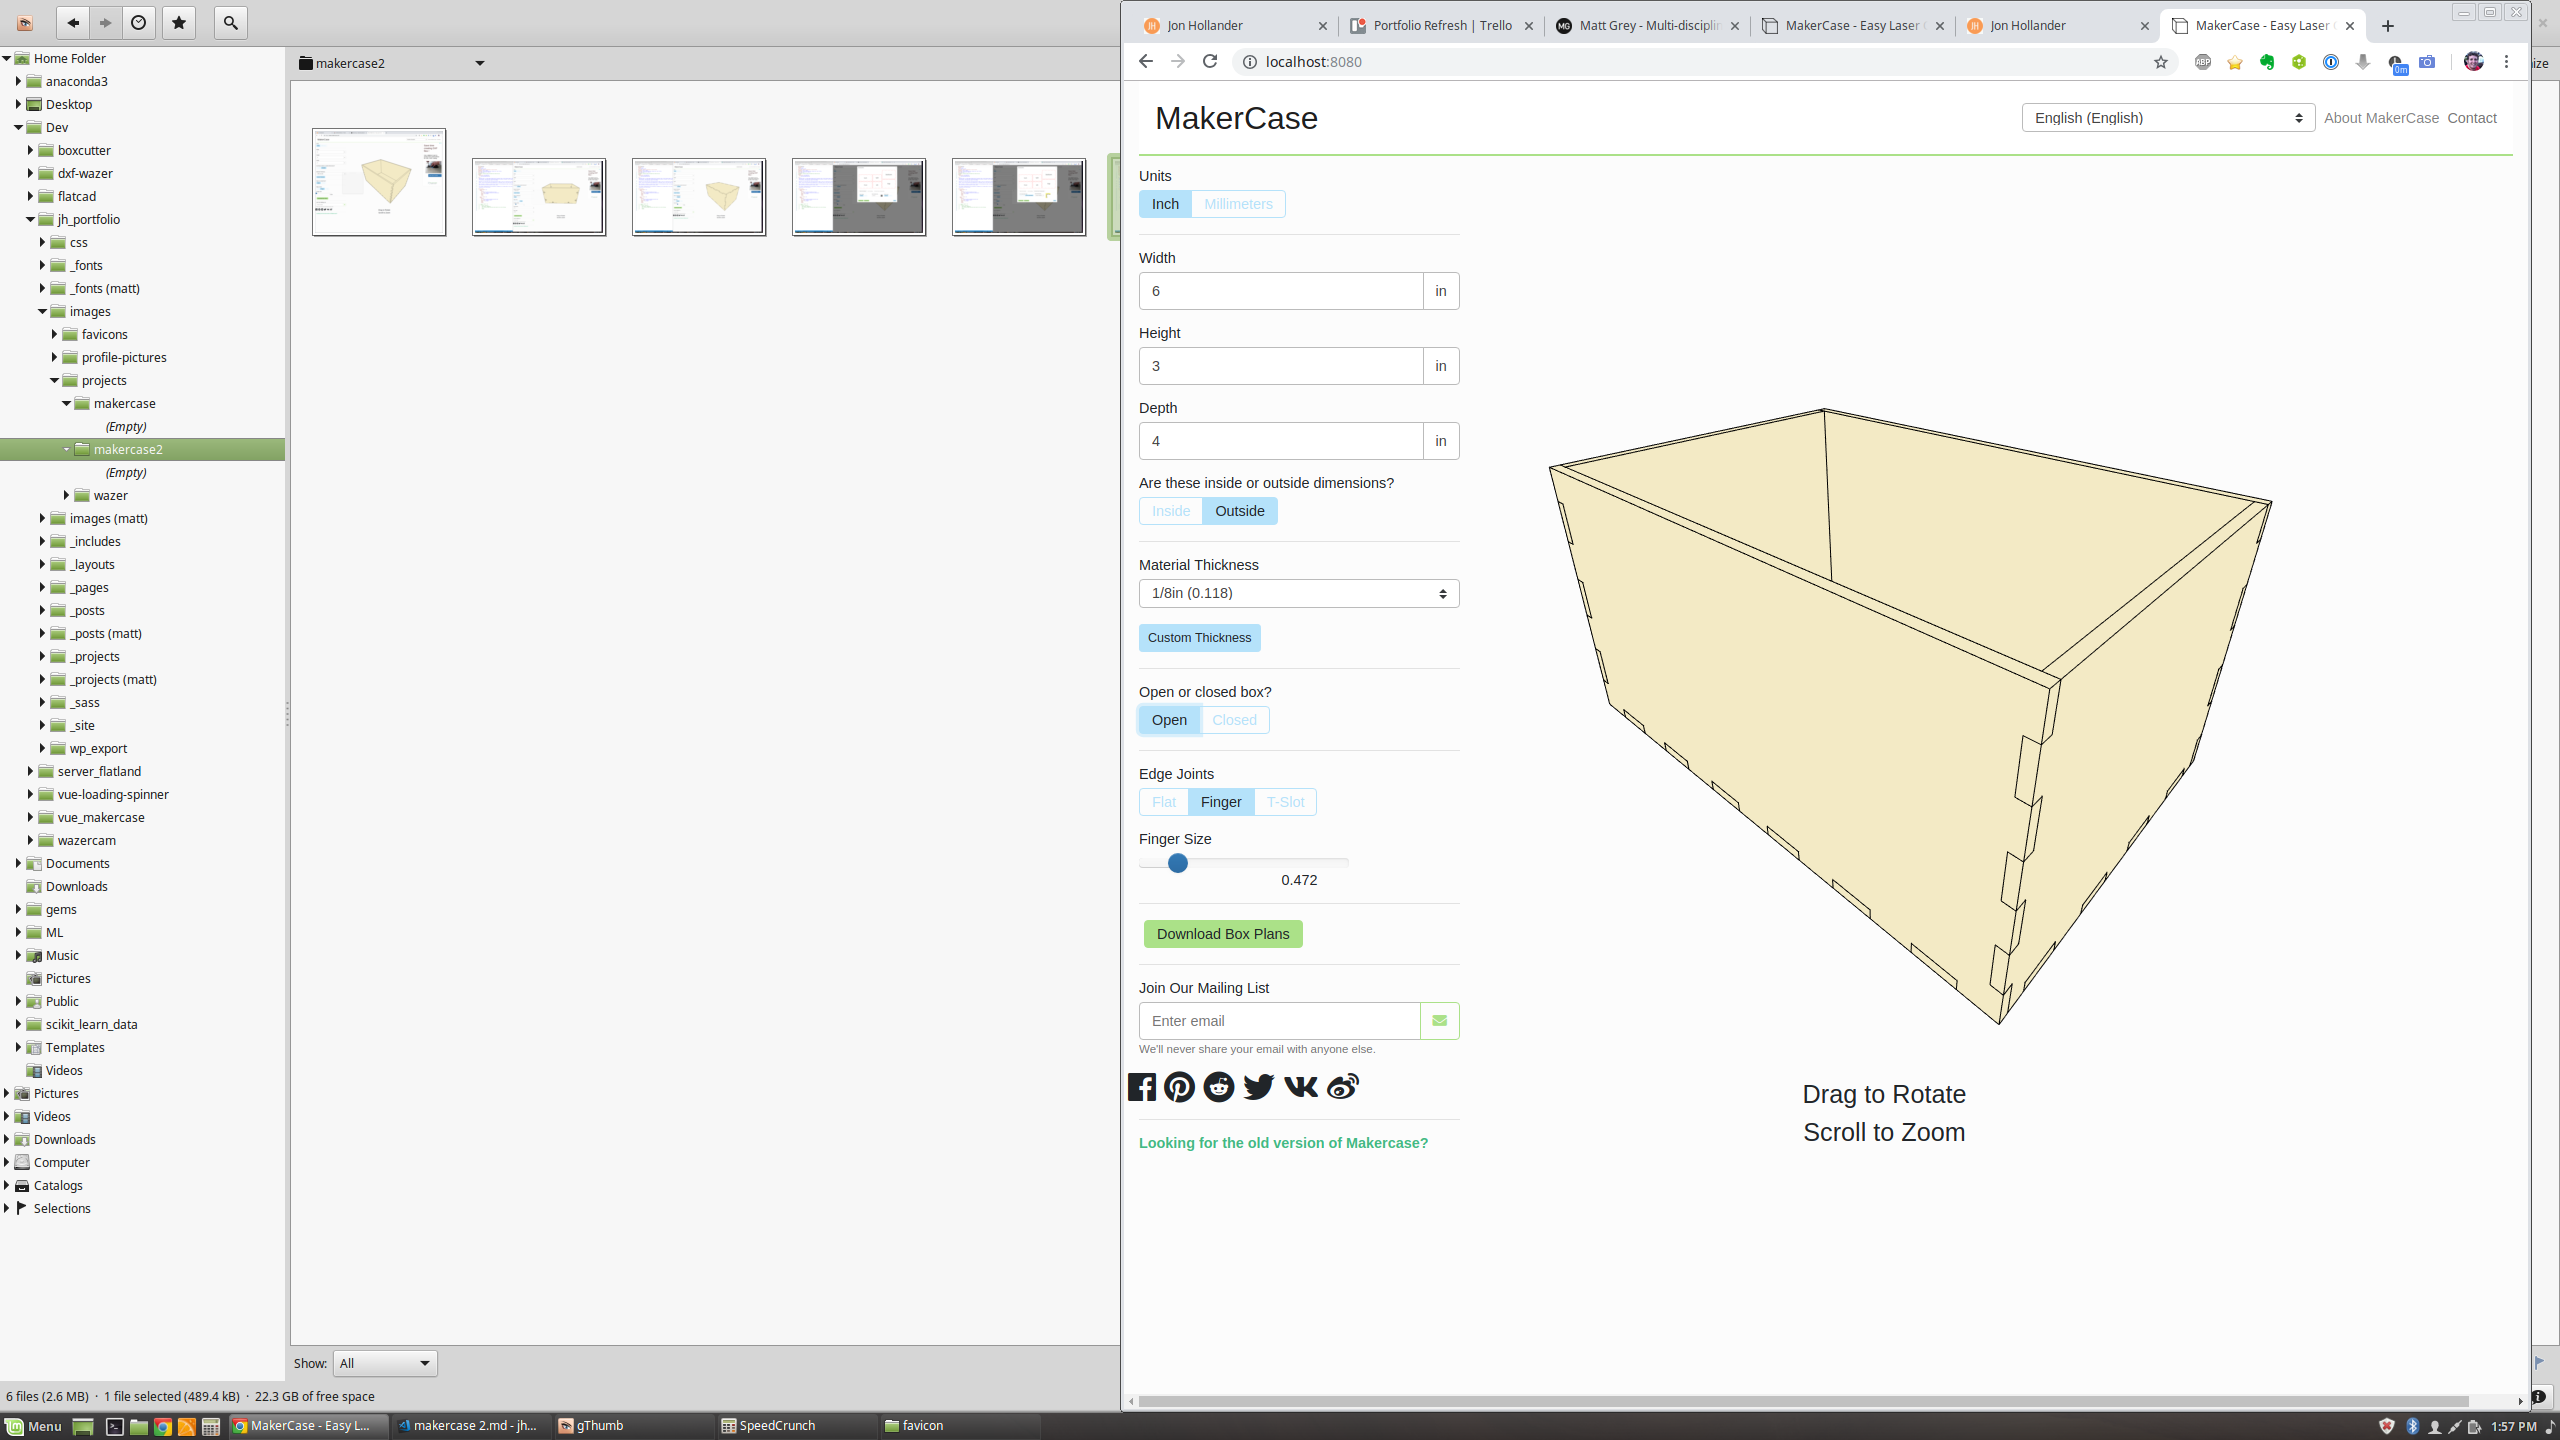 Home Folder
anaconda3
Desktop
Dev
boxcutter
dxf-wazer
flatcad
jh_portfolio
css
_fonts
_fonts (matt)
images
favicons
profile-pictures
projects
makercase
(Empty)
makercase2
(Empty)
wazer
images (matt)
_includes
_layouts
_pages
_posts
_posts (matt)
_projects
_projects (matt)
_sass
_site
wp_export
server_flatland
vue-loading-spinner
vue_makercase
wazercam
Documents
Downloads
gems
ML
Music
Pictures
Public
scikit_learn_data
Templates
Videos
Pictures
Videos
Downloads
Computer
Catalogs
Selections
makercase2
Show: All
6 files (2.6 MB) · 1 file selected (489.4 kB) · 22.3 GB of free space
Jon Hollander
Portfolio Refresh | Trello
Matt Grey - Multi-disciplin
MakerCase - Easy Laser C
Jon Hollander
MakerCase - Easy Laser C
localhost:8080
ABP
0m
ize
MakerCase
English (English)
About MakerCase Contact
Units
Inch Millimeters
Width
6 in
Height
3 in
Depth
4 in
Are these inside or outside dimensions?
Inside Outside
Material Thickness
1/8in (0.118)
Custom Thickness
Open or closed box?
Open Closed
Edge Joints
Flat Finger T-Slot
Finger Size
0.472
Download Box Plans
Join Our Mailing List
Enter email
We'll never share your email with anyone else.
Looking for the old version of Makercase?
Drag to Rotate
Scroll to Zoom
Menu
MakerCase - Easy L...
makercase 2.md - jh...
gThumb
SpeedCrunch
favicon
1:57 PM